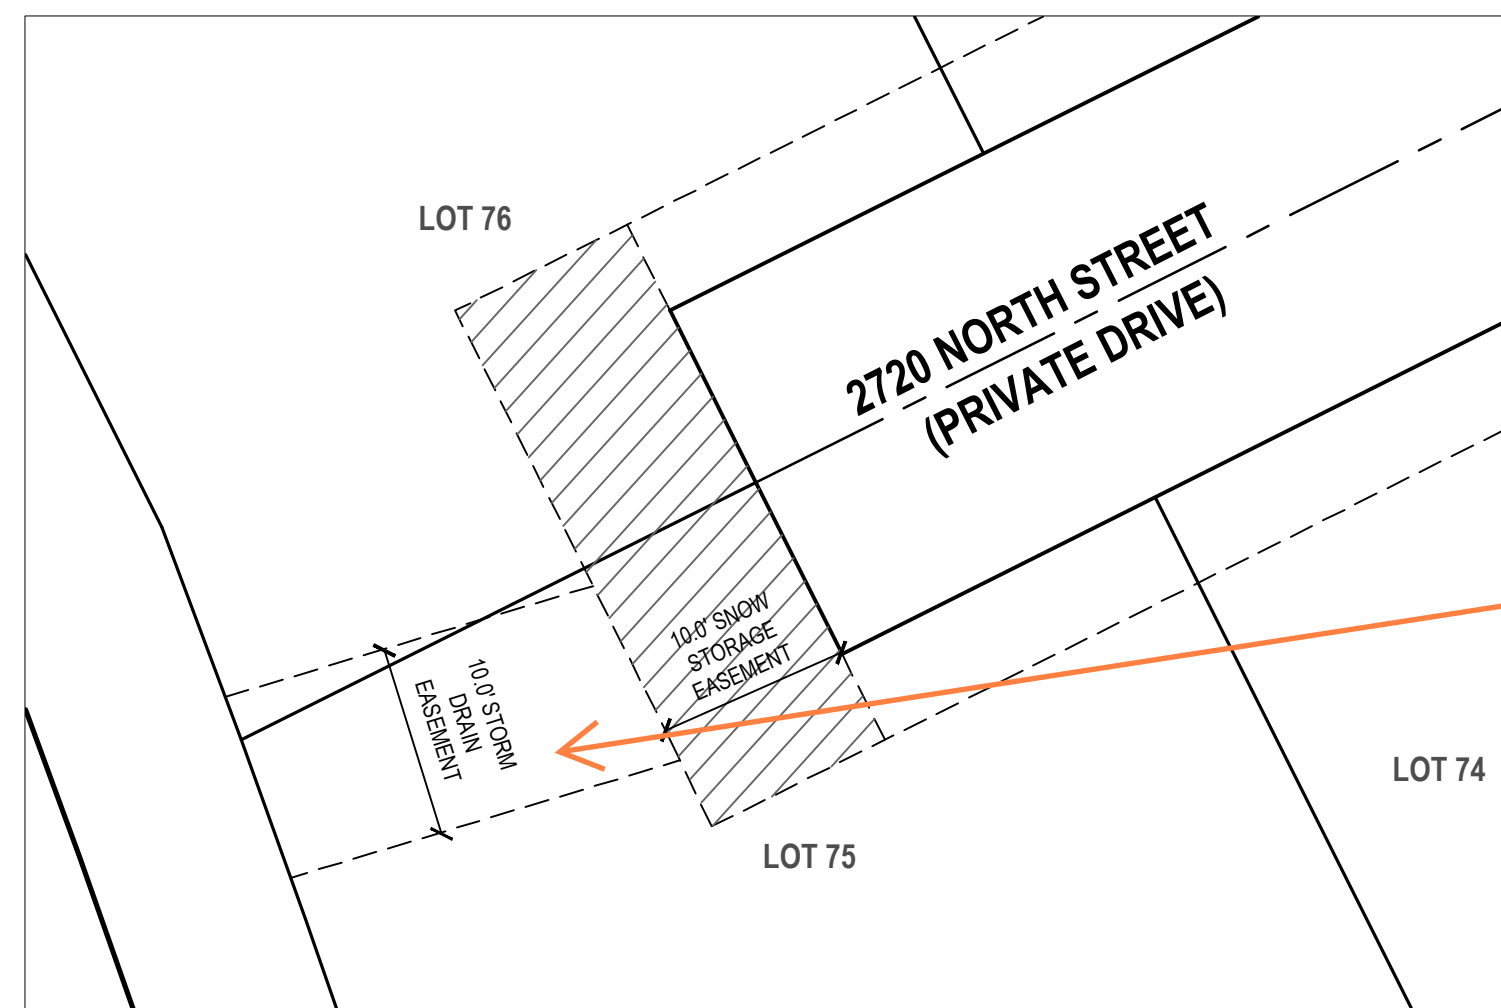 LOT 76
2720 NORTH STREET
(PRIVATE DRIVE)
10.0' SNOW
STORAGE
EASEMENT
10.0' STORM
DRAIN
EASEMENT
LOT 74
LOT 75